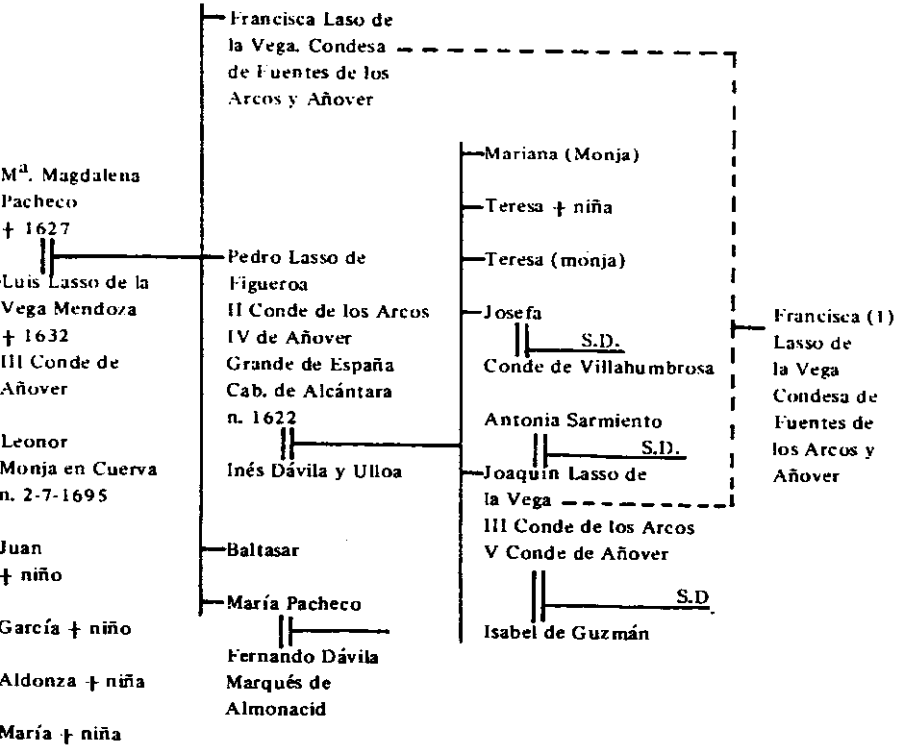 Mª. Magdalena
Pacheco
+ 1627
Luis Lasso de la
Vega Mendoza
+ 1632
III Conde de
Añover
Leonor
Monja en Cuerva
n. 2-7-1695
Juan
+ niño
García + niño
Aldonza + niña
María + niña
Francisca Laso de
la Vega. Condesa
de Fuentes de los
Arcos y Añover
Pedro Lasso de
Figueroa
II Conde de los Arcos
IV de Añover
Grande de España
Cab. de Alcántara
n. 1622
Inés Dávila y Ulloa
Baltasar
María Pacheco
Fernando Dávila
Marqués de
Almonacid
Mariana (Monja)
Teresa + niña
Teresa (monja)
Josefa
S.D.
Conde de Villahumbrosa
Antonia Sarmiento
S.D.
Joaquín Lasso de
la Vega
III Conde de los Arcos
V Conde de Añover
S.D
Isabel de Guzmán
Francisca (1)
Lasso de
la Vega
Condesa de
Fuentes de
los Arcos y
Añover